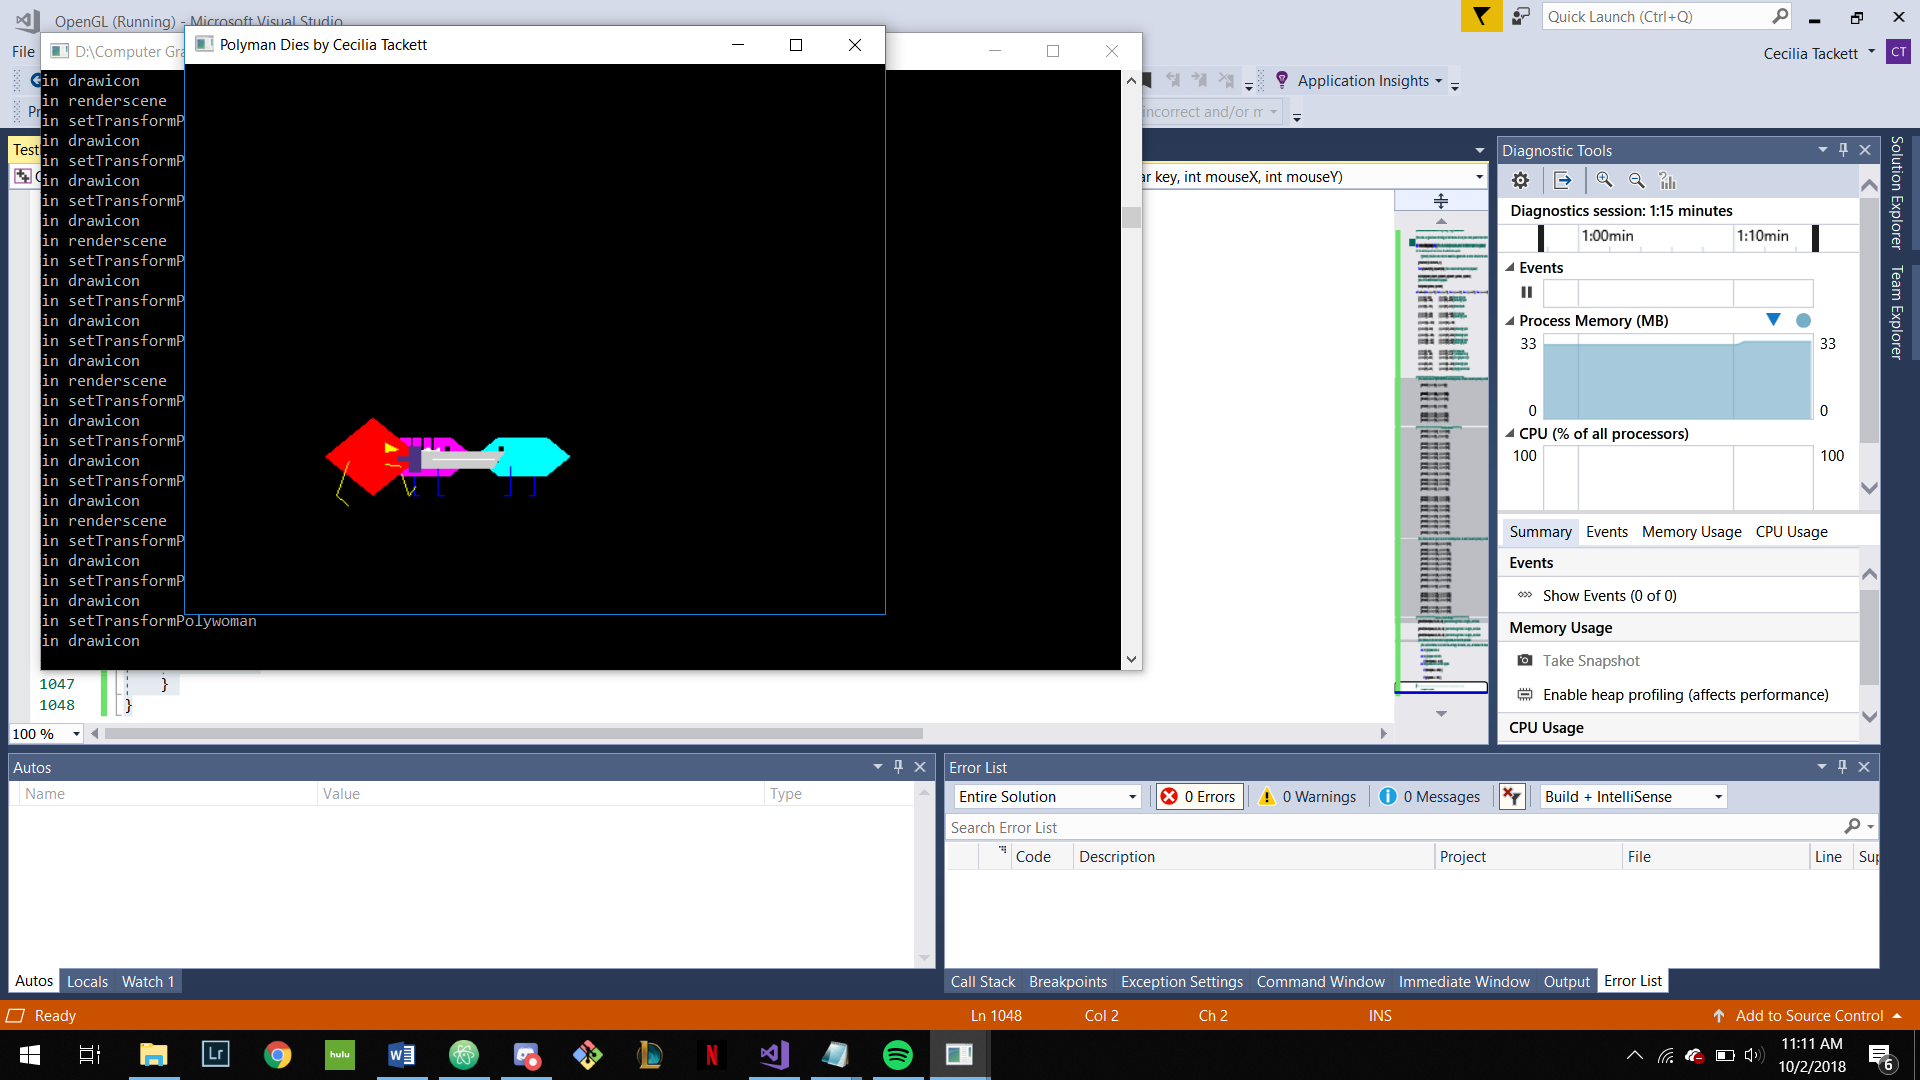 OpenGL (Running) - Microsoft Visual Studio
Quick Launch (Ctrl+Q)
Polyman Dies by Cecilia Tackett
File
D:\Computer Gra
Cecilia Tackett
CT
in drawicon
in renderscene
in setTransformP
in drawicon
in setTransformP
in drawicon
in setTransformP
in drawicon
in renderscene
in setTransformP
in drawicon
in setTransformP
in drawicon
in setTransformP
in drawicon
in renderscene
in setTransformP
in drawicon
in setTransformP
in drawicon
in setTransformP
in drawicon
in renderscene
in setTransformP
in drawicon
in setTransformP
in drawicon
in setTransformPolywoman
in drawicon
Application Insights
Pr
incorrect and/or m
Test
ar key, int mouseX, int mouseY)
1047 }
1048 }
100 %
Diagnostic Tools
Diagnostics session: 1:15 minutes
1:00min 1:10min
Events
Process Memory (MB)
33 33
0 0
CPU (% of all processors)
100 100
Summary Events Memory Usage CPU Usage
Events
Show Events (0 of 0)
Memory Usage
Take Snapshot
Enable heap profiling (affects performance)
CPU Usage
Solution Explorer
Team Explorer
Autos
Name Value Type
Autos Locals Watch 1
Error List
Entire Solution 0 Errors 0 Warnings 0 Messages Build + IntelliSense
Search Error List
Code Description Project File Line Sup
Call Stack Breakpoints Exception Settings Command Window Immediate Window Output Error List
Ready Ln 1048 Col 2 Ch 2 INS Add to Source Control
Lr
hulu
N
11:11 AM
10/2/2018
6